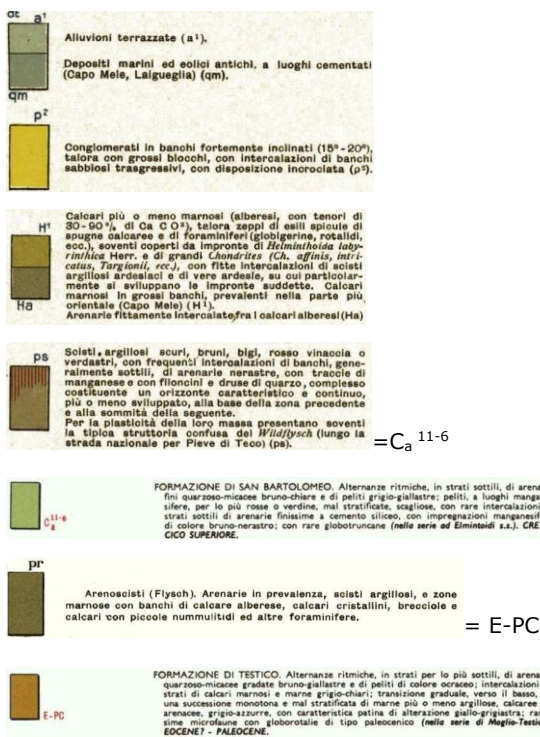 a¹
Alluvioni terrazzate (a¹).
Depositi marini ed eolici antichi, a luoghi cementati
(Capo Mele, Laigueglia) (qm).
qm
p²
Conglomerati in banchi fortemente inclinati (15°-20°),
talora con grossi blocchi, con intercalazioni di banchi
sabbiosi trasgressivi, con disposizione incrociata (p²).
H¹
Calcari più o meno marnosi (alberesi, con tenori di
30-90 % di Ca C O³), talora zeppi di esili spicule di
spugne calcaree e di foraminiferi (globigerine, rotalidi,
ecc.), soventi coperti da impronte di Helminthoida laby-
rinthica Herr. e di grandi Chondrites (Ch. affinis, intri-
catus, Targionii, ecc.), con fitte intercalazioni di scisti
argillosi ardesiaci e di vere ardesie, su cui particolar-
mente si sviluppano le impronte suddette. Calcari
marnosi in grossi banchi, prevalenti nella parte più
orientale (Capo Mele) (H¹).
Ha
Arenarie fittamente intercalate fra i calcari alberesi (Ha)
ps
Scisti argillosi scuri, bruni, bigi, rosso vinaccia o
verdastri, con frequenti intercalazioni di banchi, gene-
ralmente sottili, di arenarie nerastre, con traccie di
manganese e con filoncini e druse di quarzo, complesso
costituente un orizzonte caratteristico e continuo,
più o meno sviluppato, alla base della zona precedente
e alla sommità della seguente.
Per la plasticità della loro massa presentano soventi
la tipica struttoria confusa del Wildflysch (lungo la
strada nazionale per Pieve di Teco) (ps).
=Ca 11-6
FORMAZIONE DI SAN BARTOLOMEO. Alternanze ritmiche, in strati sottili, di arena
fini quarzoso-micacee bruno-chiare e di peliti grigio-giallastre; peliti, a luoghi manga
sifere, per lo più rosse o verdine, mal stratificate, scagliose, con rare intercalazioni
strati sottili di arenarie finissime a cemento siliceo, con impregnazioni manganesif
di colore bruno-nerastro; con rare globotruncane (nella serie ad Elmintoidi s.s.). CRE
CICO SUPERIORE.
Ca 11-6
pr
Arenoscisti (Flysch). Arenarie in prevalenza, scisti argillosi, e zone
marnose con banchi di calcare alberese, calcari cristallini, brecciole e
calcari con piccole nummulitidi ed altre foraminifere.
= E-PC
FORMAZIONE DI TESTICO. Alternanze ritmiche, in strati per lo più sottili, di arena
quarzoso-micacee gradate bruno-giallastre e di peliti di colore ocraceo; intercalazioni
strati di calcari marnosi e marne grigio-chiari; transizione graduale, verso il basso,
una successione monotona e mal stratificata di marne più o meno argillose, calcaree
arenacee, grigio-azzurre, con caratteristica patina di alterazione giallo-grigiastra; rar
sime microfaune con globorotalie di tipo paleocenico (nella serie di Moglio-Testic
EOCENE? - PALEOCENE.
E-PC